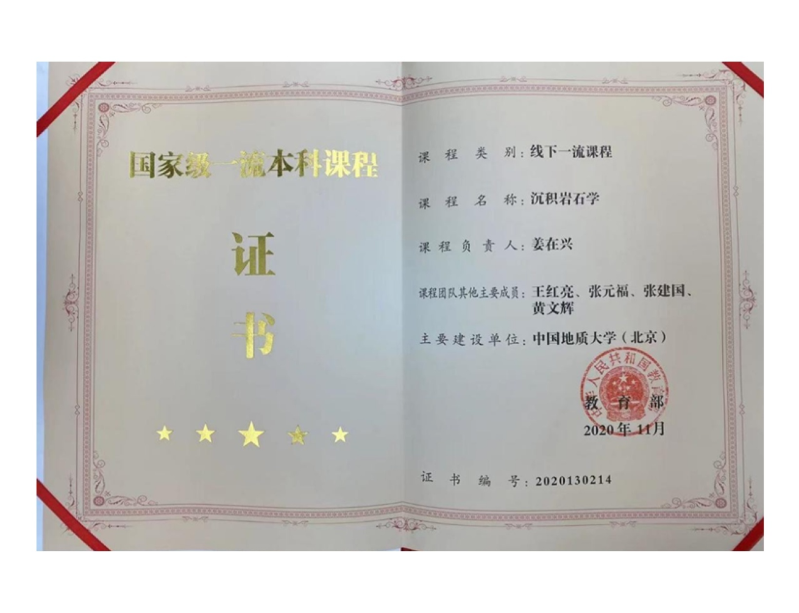 国家级一流本科课程
证
书
课程类别：线下一流课程
课程名称：沉积岩石学
课程负责人：姜在兴
课程团队其他主要成员：王红亮、张元福、张建国、
黄文辉
主要建设单位：中国地质大学（北京）
中华人民共和国教育部
教育部
2020年11月
证书编号：2020130214